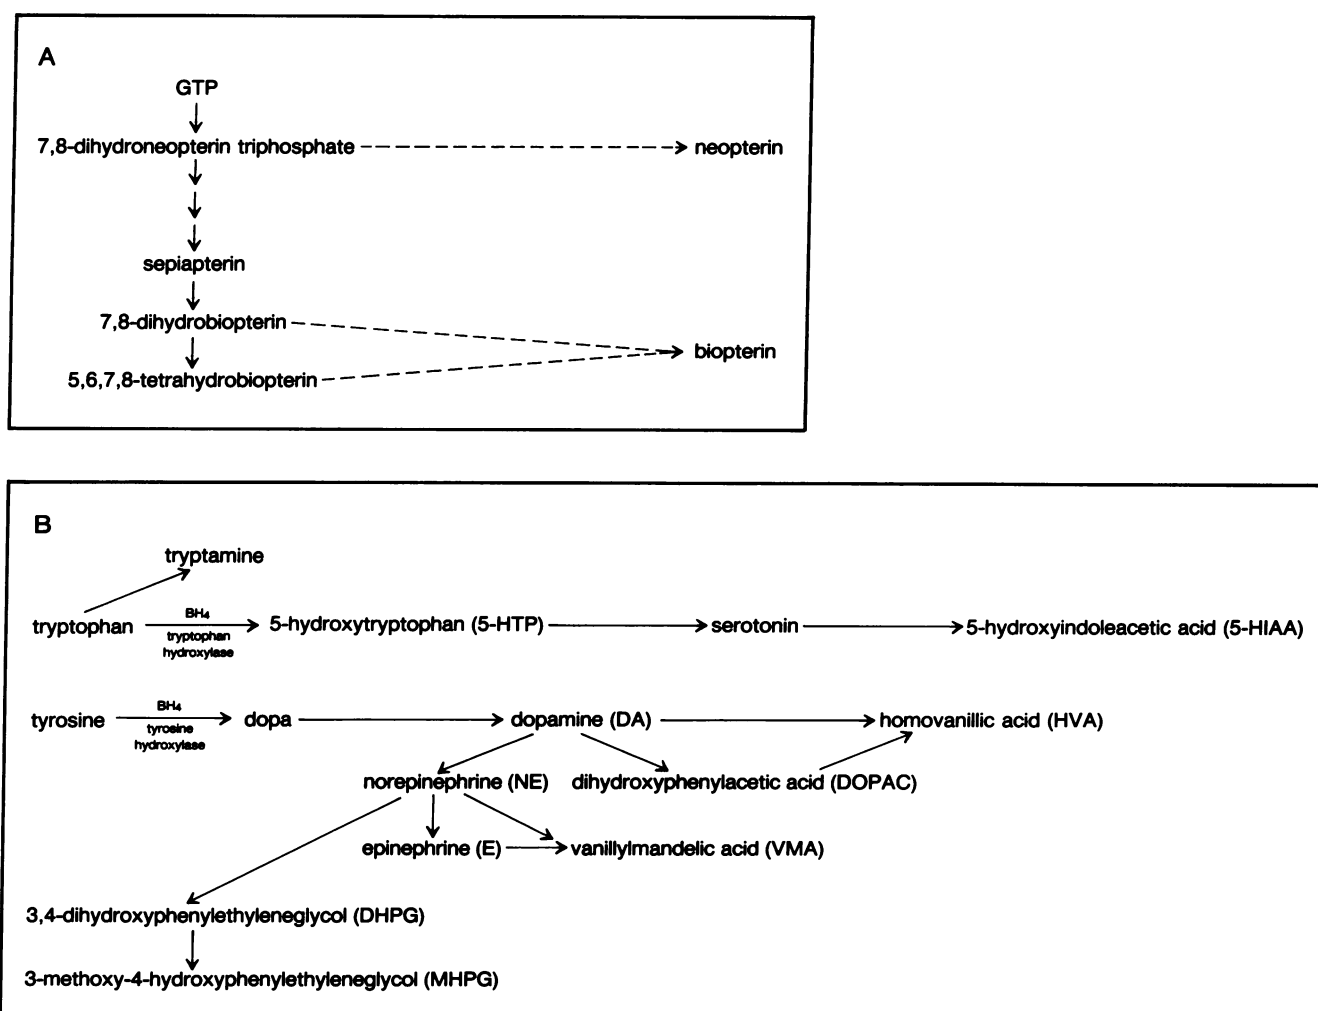 A
GTP
7,8-dihydroneopterin triphosphate
neopterin
sepiapterin
7,8-dihydrobiopterin
biopterin
5,6,7,8-tetrahydrobiopterin
B
tryptamine
tryptophan
BH₄
tryptophan
hydroxylase
5-hydroxytryptophan (5-HTP)
serotonin
5-hydroxyindoleacetic acid (5-HIAA)
tyrosine
BH₄
tyrosine
hydroxylase
dopa
dopamine (DA)
homovanillic acid (HVA)
norepinephrine (NE)
dihydroxyphenylacetic acid (DOPAC)
epinephrine (E)
vanillylmandelic acid (VMA)
3,4-dihydroxyphenylethyleneglycol (DHPG)
3-methoxy-4-hydroxyphenylethyleneglycol (MHPG)